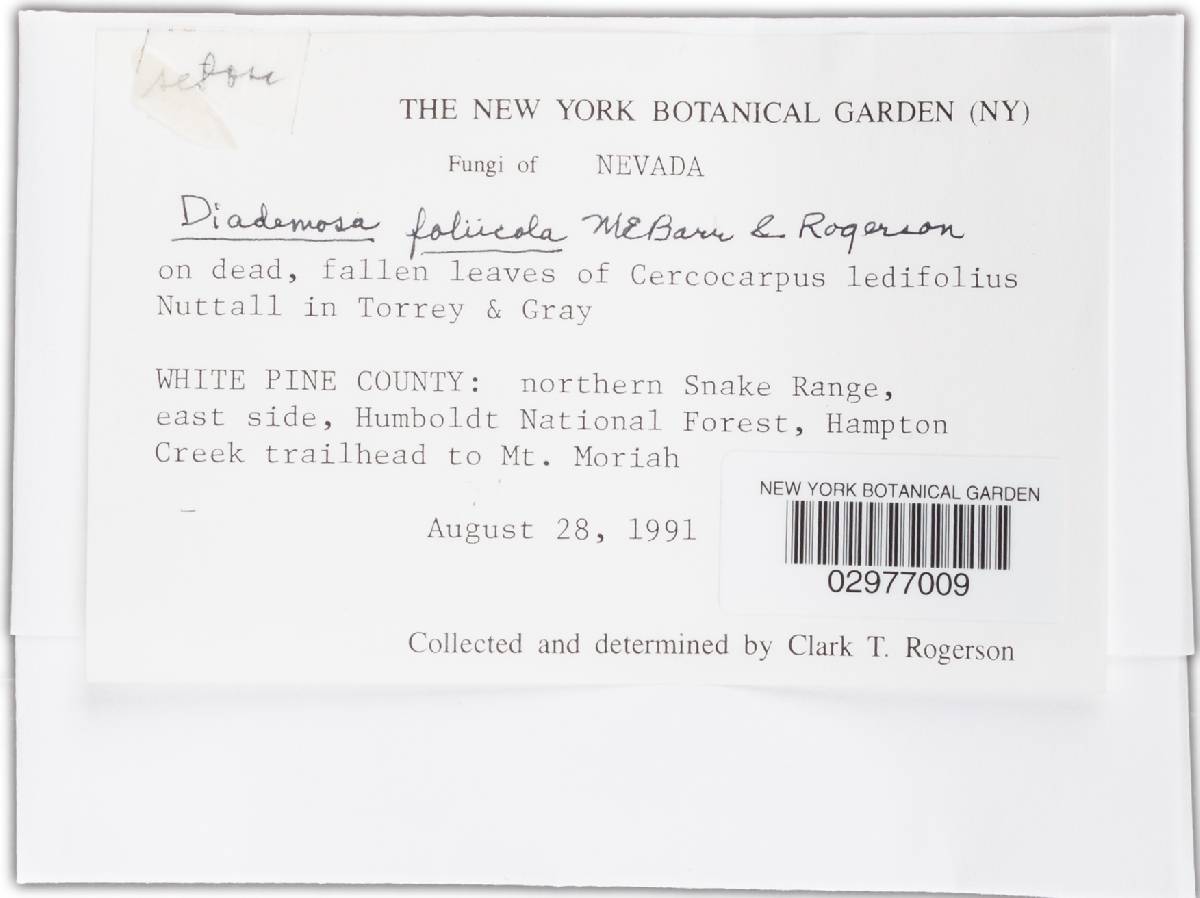 setose
THE NEW YORK BOTANICAL GARDEN (NY)
Fungi of NEVADA
Diademosa foliicola MEBarr & Rogerson
on dead, fallen leaves of Cercocarpus ledifolius
Nuttall in Torrey & Gray
WHITE PINE COUNTY: northern Snake Range,
east side, Humboldt National Forest, Hampton
Creek trailhead to Mt. Moriah
August 28, 1991
NEW YORK BOTANICAL GARDEN
02977009
Collected and determined by Clark T. Rogerson